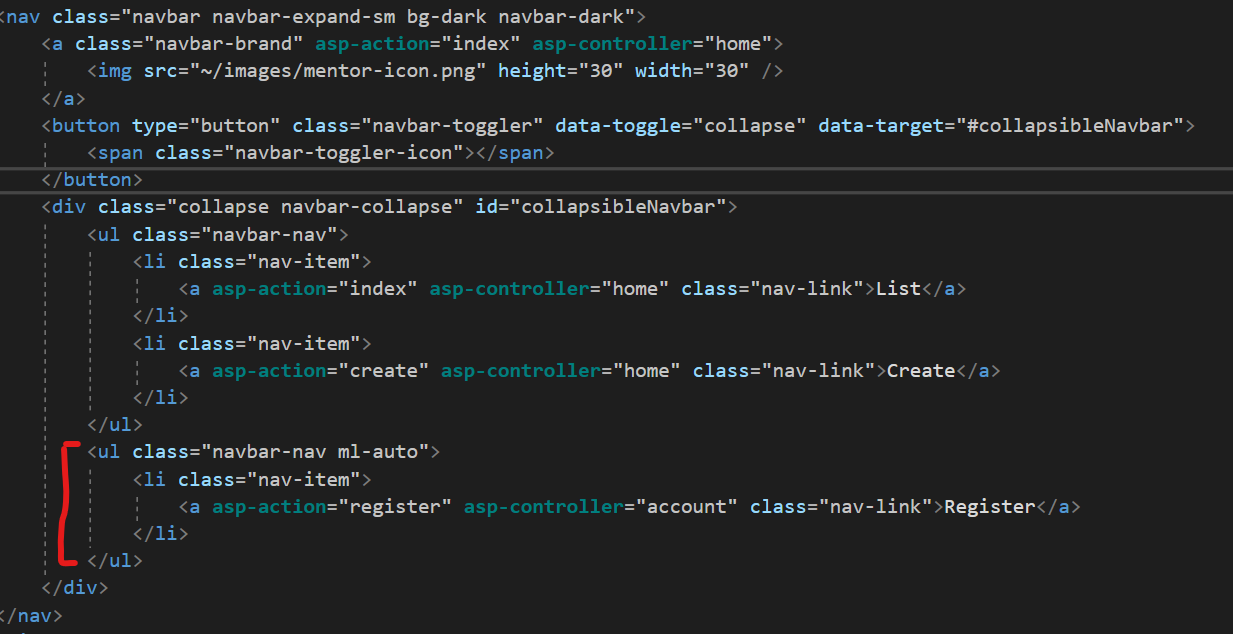 <nav class="navbar navbar-expand-sm bg-dark navbar-dark">
<a class="navbar-brand" asp-action="index" asp-controller="home">
<img src="~/images/mentor-icon.png" height="30" width="30" />
</a>
<button type="button" class="navbar-toggler" data-toggle="collapse" data-target="#collapsibleNavbar">
<span class="navbar-toggler-icon"></span>
</button>
<div class="collapse navbar-collapse" id="collapsibleNavbar">
<ul class="navbar-nav">
<li class="nav-item">
<a asp-action="index" asp-controller="home" class="nav-link">List</a>
</li>
<li class="nav-item">
<a asp-action="create" asp-controller="home" class="nav-link">Create</a>
</li>
</ul>
<ul class="navbar-nav ml-auto">
<li class="nav-item">
<a asp-action="register" asp-controller="account" class="nav-link">Register</a>
</li>
</ul>
</div>
</nav>